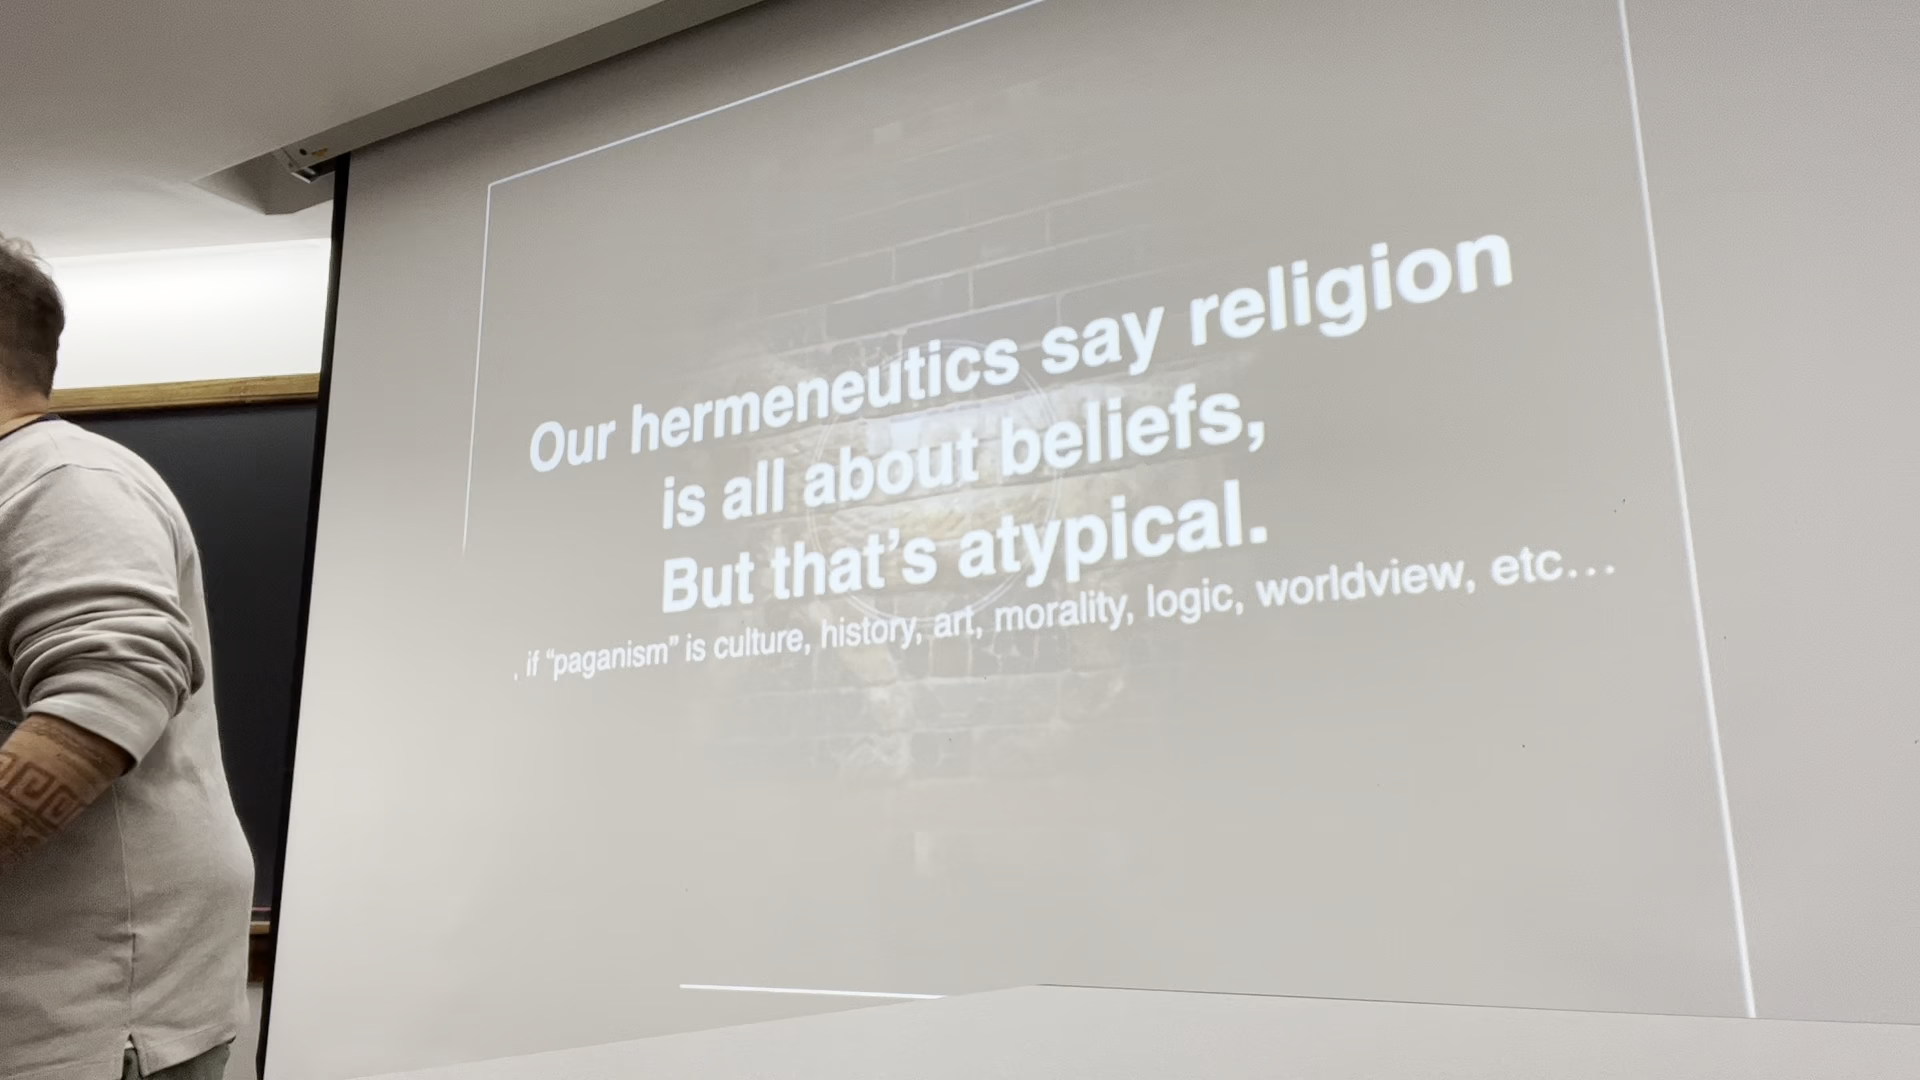 Our hermeneutics say religion
is all about beliefs,
But that’s atypical.
, if “paganism” is culture, history, art, morality, logic, worldview, etc…